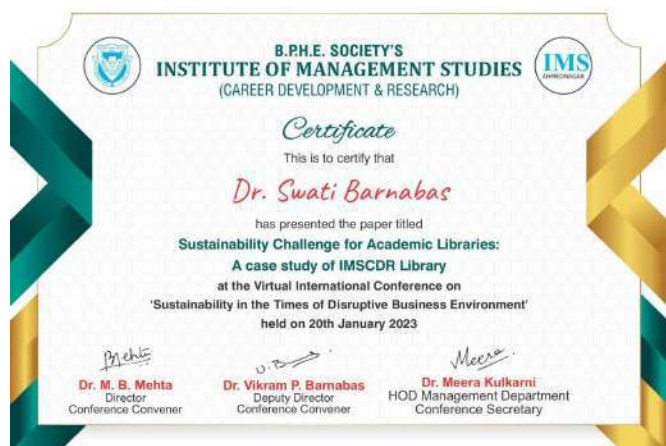 B.P.H.E. SOCIETY'S
INSTITUTE OF MANAGEMENT STUDIES
(CAREER DEVELOPMENT & RESEARCH)
IMS
AHMEDNAGAR
Certificate
This is to certify that
Dr. Swati Barnabas
has presented the paper titled
Sustainability Challenge for Academic Libraries:
A case study of IMSCDR Library
at the Virtual International Conference on
'Sustainability in the Times of Disruptive Business Environment'
held on 20th January 2023
Mehta
U. B
Meera
Dr. M. B. Mehta
Director
Conference Convener
Dr. Vikram P. Barnabas
Deputy Director
Conference Convener
Dr. Meera Kulkarni
HOD Management Department
Conference Secretary